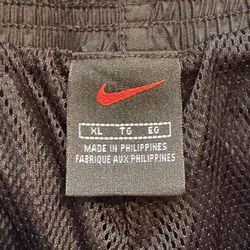 XL TG EG
MADE IN PHILIPPINES
FABRIQUE AUX PHILIPPINES